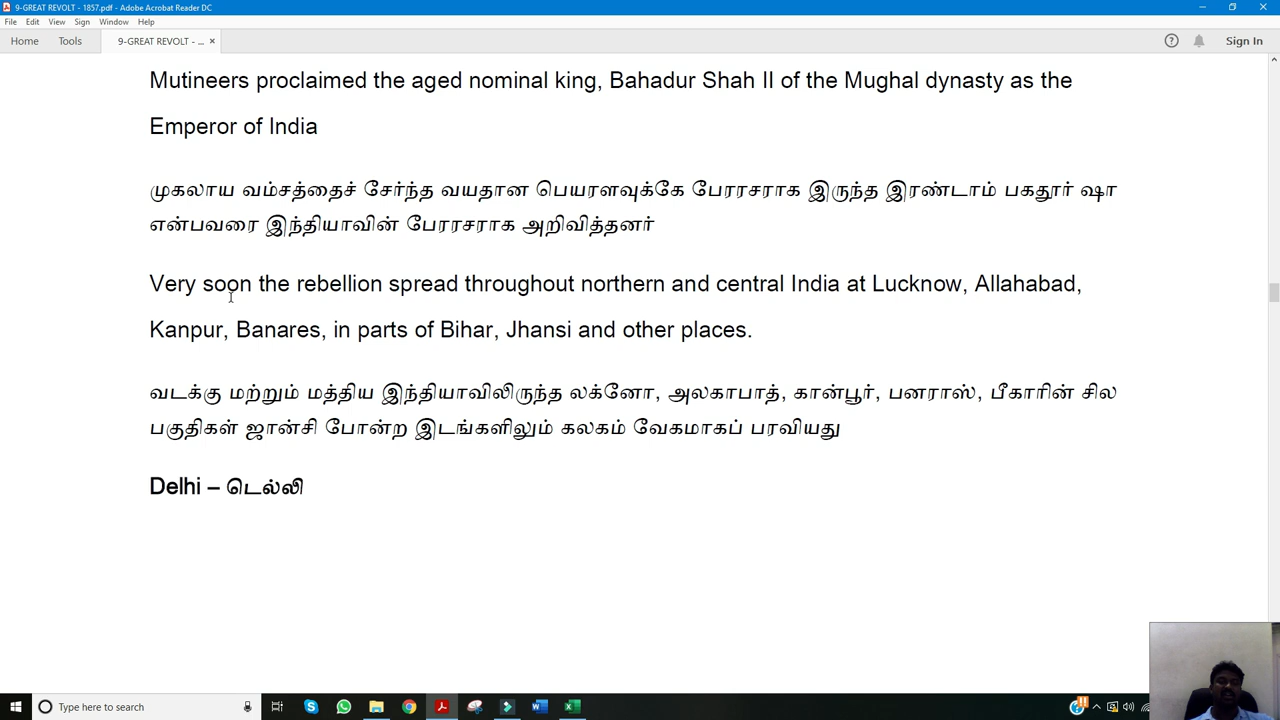 9-GREAT REVOLT - 1857.pdf - Adobe Acrobat Reader DC
File Edit View Sign Window Help
Home Tools 9-GREAT REVOLT - ... × Sign In
Mutineers proclaimed the aged nominal king, Bahadur Shah II of the Mughal dynasty as the
Emperor of India
முகலாய வம்சத்தைச் சேர்ந்த வயதான பெயரளவுக்கே பேரரசராக இருந்த இரண்டாம் பகதூர் ஷா
என்பவரை இந்தியாவின் பேரரசராக அறிவித்தனர்
Very soon the rebellion spread throughout northern and central India at Lucknow, Allahabad,
Kanpur, Banares, in parts of Bihar, Jhansi and other places.
வடக்கு மற்றும் மத்திய இந்தியாவிலிருந்த லக்னோ, அலகாபாத், கான்பூர், பனராஸ், பீகாரின் சில
பகுதிகள் ஜான்சி போன்ற இடங்களிலும் கலகம் வேகமாகப் பரவியது
Delhi – டெல்லி
Type here to search